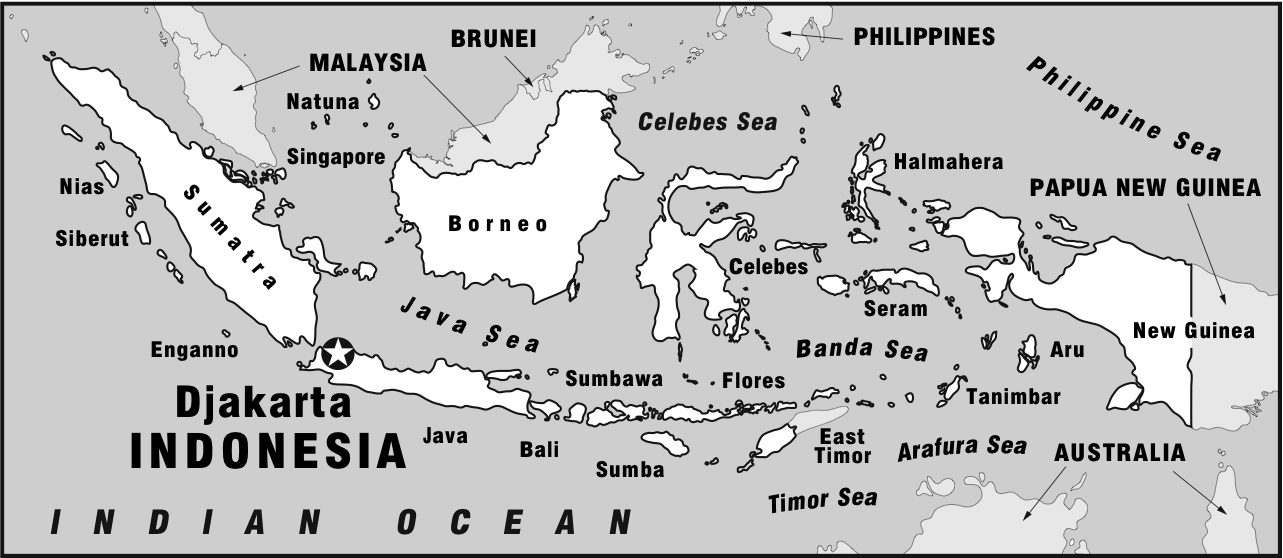 BRUNEI
PHILIPPINES
MALAYSIA
Philippine Sea
Natuna
Celebes Sea
Singapore
Halmahera
Nias
PAPUA NEW GUINEA
Sumatra
Borneo
Siberut
Celebes
Seram
Java Sea
New Guinea
Enganno
Banda Sea
Aru
Sumbawa
Flores
Djakarta
Tanimbar
INDONESIA
Java
Bali
East
Timor
Arafura Sea
AUSTRALIA
Sumba
Timor Sea
INDIAN OCEAN